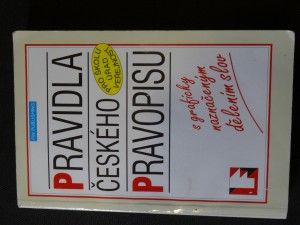 PRAVIDLA
ČESKÉHO
PRAVOPISU
PRO ŠKOLU
ÚŘAD
VEŘEJNOST
s graficky
naznačeným
dělením slov